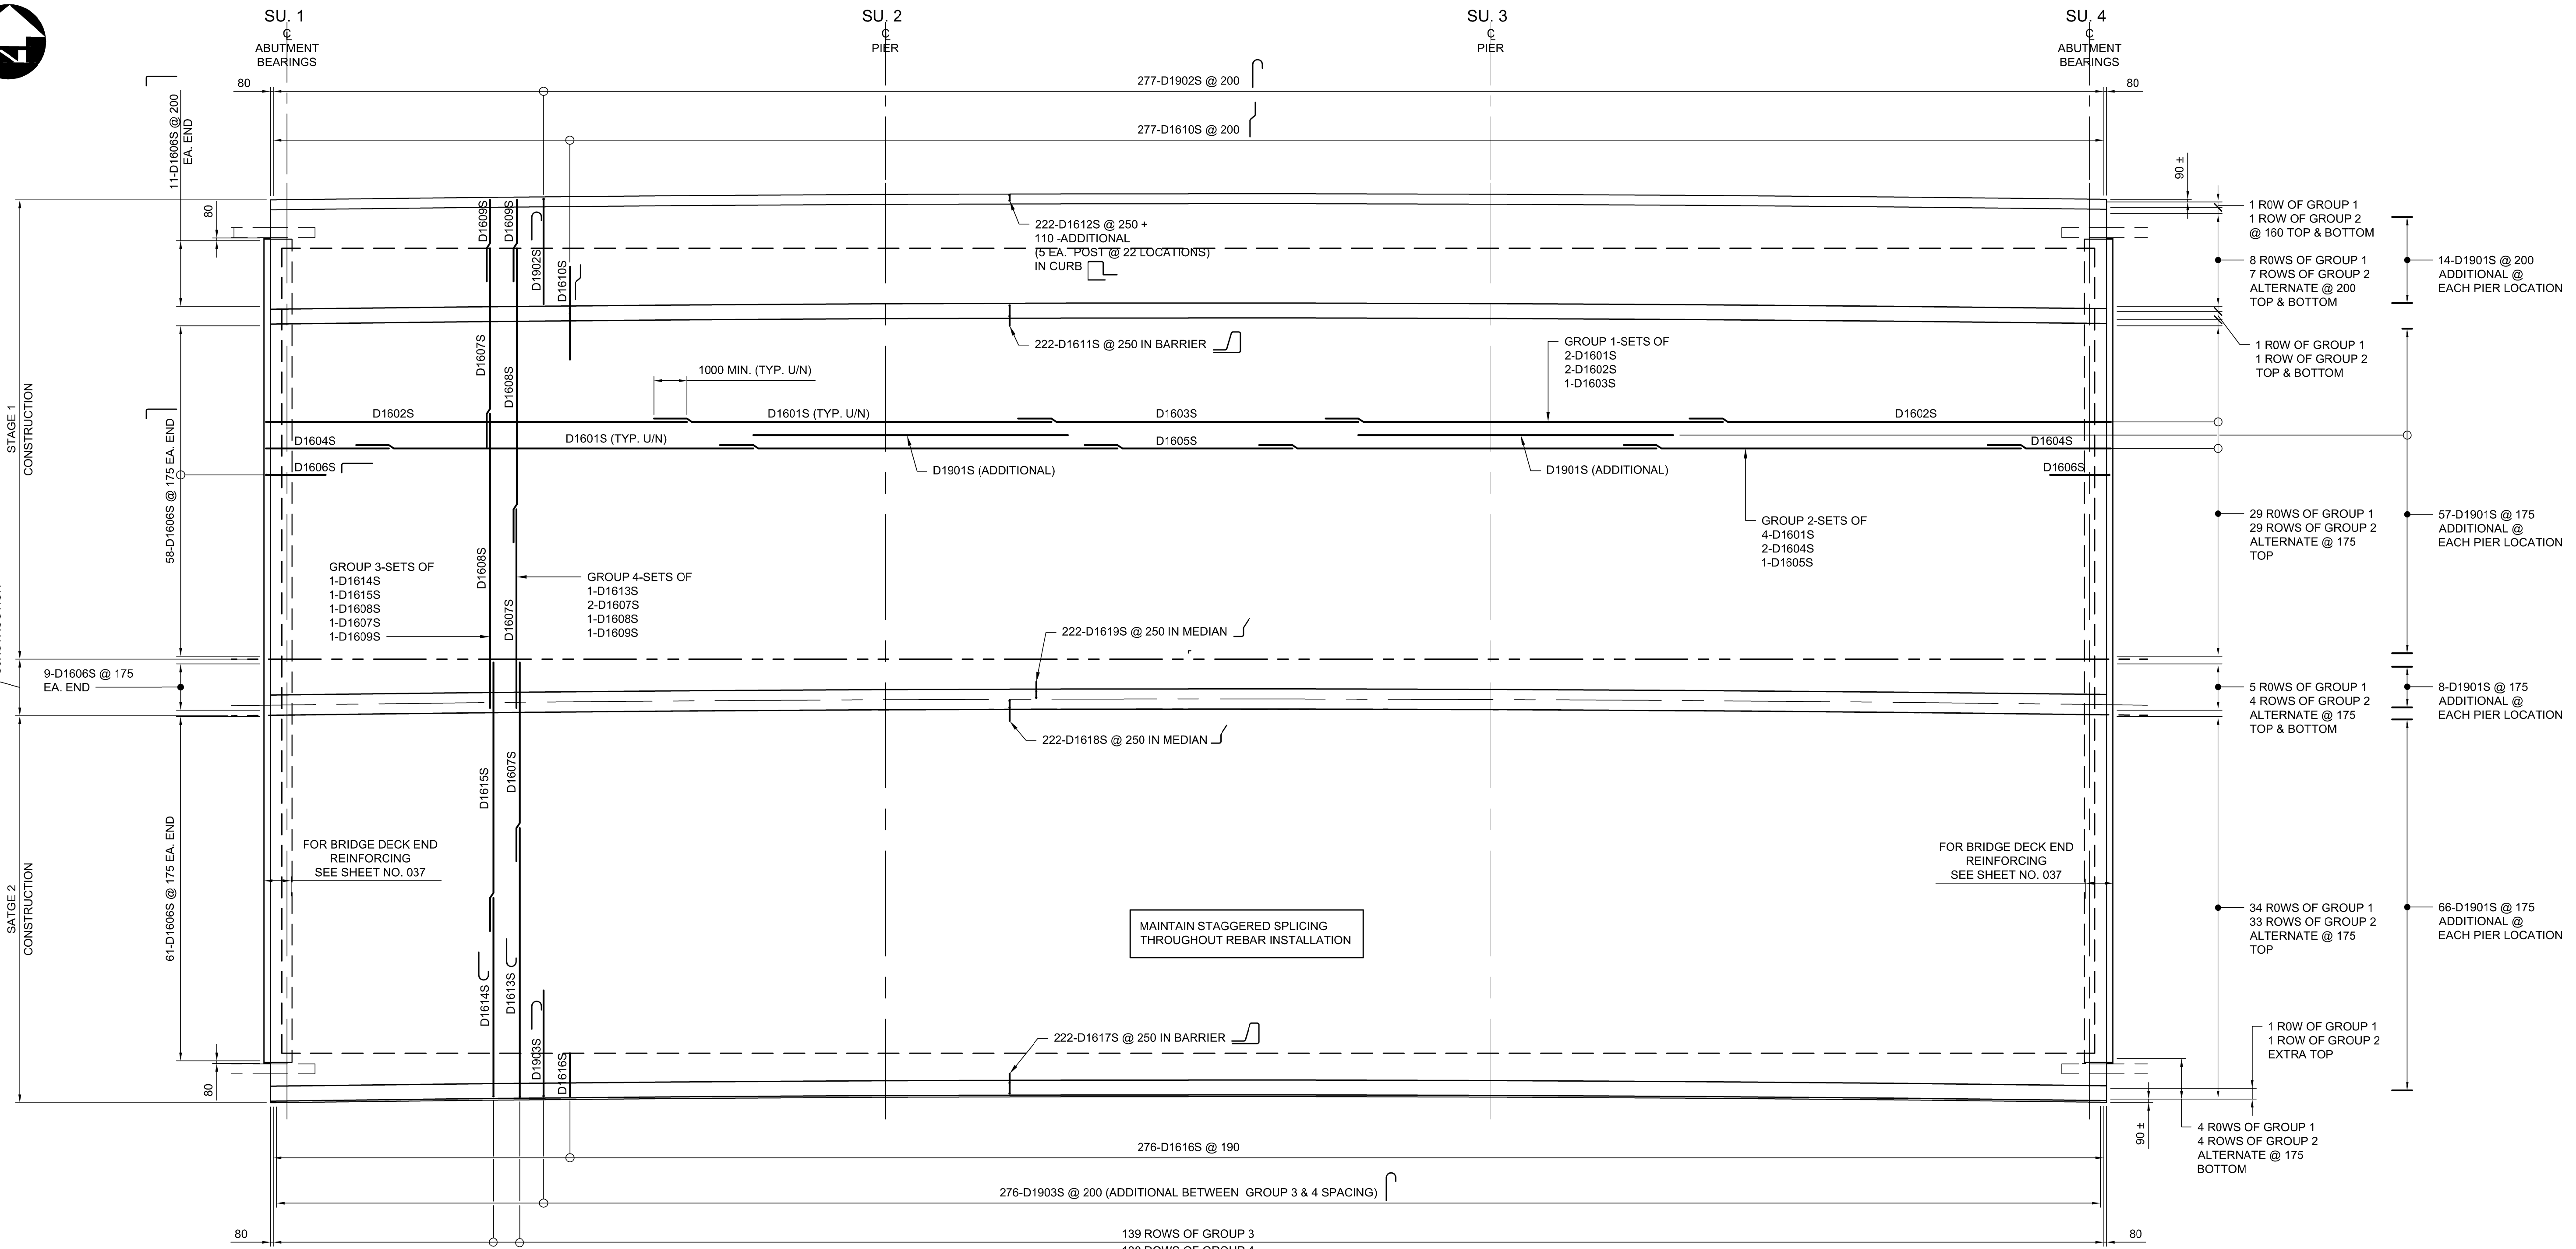 SU. 1
℄
ABUTMENT
BEARINGS
SU. 2
℄
PIER
SU. 3
℄
PIER
SU. 4
℄
ABUTMENT
BEARINGS
80
277-D1902S @ 200
80
277-D1610S @ 200
11-D1606S @ 200
EA. END
80
90 ±
STAGE 1
CONSTRUCTION
58-D1606S @ 175 EA. END
9-D1606S @ 175
EA. END
SATGE 2
CONSTRUCTION
61-D1606S @ 175 EA. END
80
D1609S
D1609S
D1902S
D1610S
D1607S
D1608S
222-D1612S @ 250 +
110 -ADDITIONAL
(5 EA. POST @ 22 LOCATIONS)
IN CURB
222-D1611S @ 250 IN BARRIER
1000 MIN. (TYP. U/N)
GROUP 1-SETS OF
2-D1601S
2-D1602S
1-D1603S
D1602S
D1601S (TYP. U/N)
D1603S
D1602S
D1604S
D1601S (TYP. U/N)
D1605S
D1604S
D1606S
D1901S (ADDITIONAL)
D1901S (ADDITIONAL)
D1606S
GROUP 2-SETS OF
4-D1601S
2-D1604S
1-D1605S
GROUP 3-SETS OF
1-D1614S
1-D1615S
1-D1608S
1-D1607S
1-D1609S
D1608S
D1607S
GROUP 4-SETS OF
1-D1613S
2-D1607S
1-D1608S
1-D1609S
222-D1619S @ 250 IN MEDIAN
222-D1618S @ 250 IN MEDIAN
D1615S
D1607S
FOR BRIDGE DECK END
REINFORCING
SEE SHEET NO. 037
FOR BRIDGE DECK END
REINFORCING
SEE SHEET NO. 037
MAINTAIN STAGGERED SPLICING
THROUGHOUT REBAR INSTALLATION
D1614S
D1613S
D1903S
D1616S
222-D1617S @ 250 IN BARRIER
1 R0W OF GROUP 1
1 ROW OF GROUP 2
@ 160 TOP & BOTTOM
8 R0WS OF GROUP 1
7 ROWS OF GROUP 2
ALTERNATE @ 200
TOP & BOTTOM
14-D1901S @ 200
ADDITIONAL @
EACH PIER LOCATION
1 R0W OF GROUP 1
1 ROW OF GROUP 2
TOP & BOTTOM
29 R0WS OF GROUP 1
29 ROWS OF GROUP 2
ALTERNATE @ 175
TOP
57-D1901S @ 175
ADDITIONAL @
EACH PIER LOCATION
5 R0WS OF GROUP 1
4 ROWS OF GROUP 2
ALTERNATE @ 175
TOP & BOTTOM
8-D1901S @ 175
ADDITIONAL @
EACH PIER LOCATION
34 R0WS OF GROUP 1
33 ROWS OF GROUP 2
ALTERNATE @ 175
TOP
66-D1901S @ 175
ADDITIONAL @
EACH PIER LOCATION
1 R0W OF GROUP 1
1 ROW OF GROUP 2
EXTRA TOP
4 R0WS OF GROUP 1
4 ROWS OF GROUP 2
ALTERNATE @ 175
BOTTOM
90 ±
276-D1616S @ 190
276-D1903S @ 200 (ADDITIONAL BETWEEN GROUP 3 & 4 SPACING)
80
139 ROWS OF GROUP 3
80